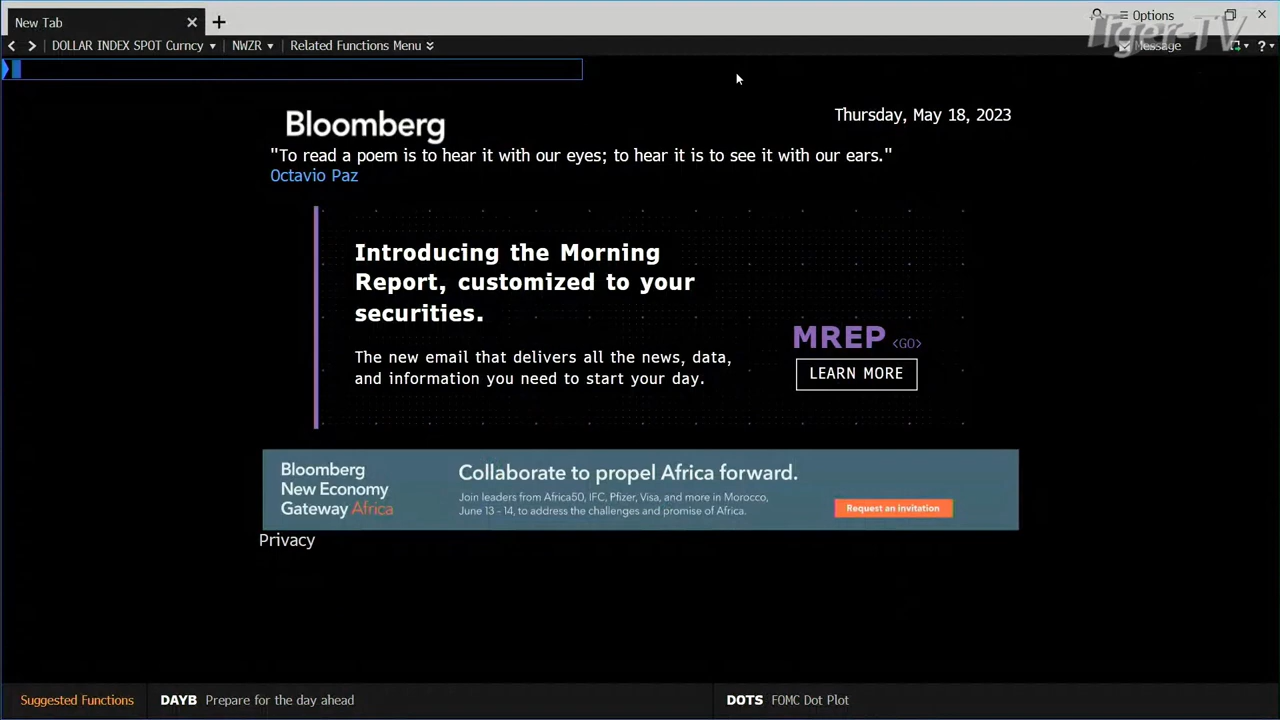 New Tab
Options
Tiger-TV
DOLLAR INDEX SPOT Curncy
NWZR
Related Functions Menu
Message
?
Bloomberg
Thursday, May 18, 2023
"To read a poem is to hear it with our eyes; to hear it is to see it with our ears."
Octavio Paz
Introducing the Morning
Report, customized to your
securities.
The new email that delivers all the news, data,
and information you need to start your day.
MREP <GO>
LEARN MORE
Bloomberg
New Economy
Gateway Africa
Collaborate to propel Africa forward.
Join leaders from Africa50, IFC, Pfizer, Visa, and more in Morocco,
June 13 - 14, to address the challenges and promise of Africa.
Request an invitation
Privacy
Suggested Functions
DAYB Prepare for the day ahead
DOTS FOMC Dot Plot